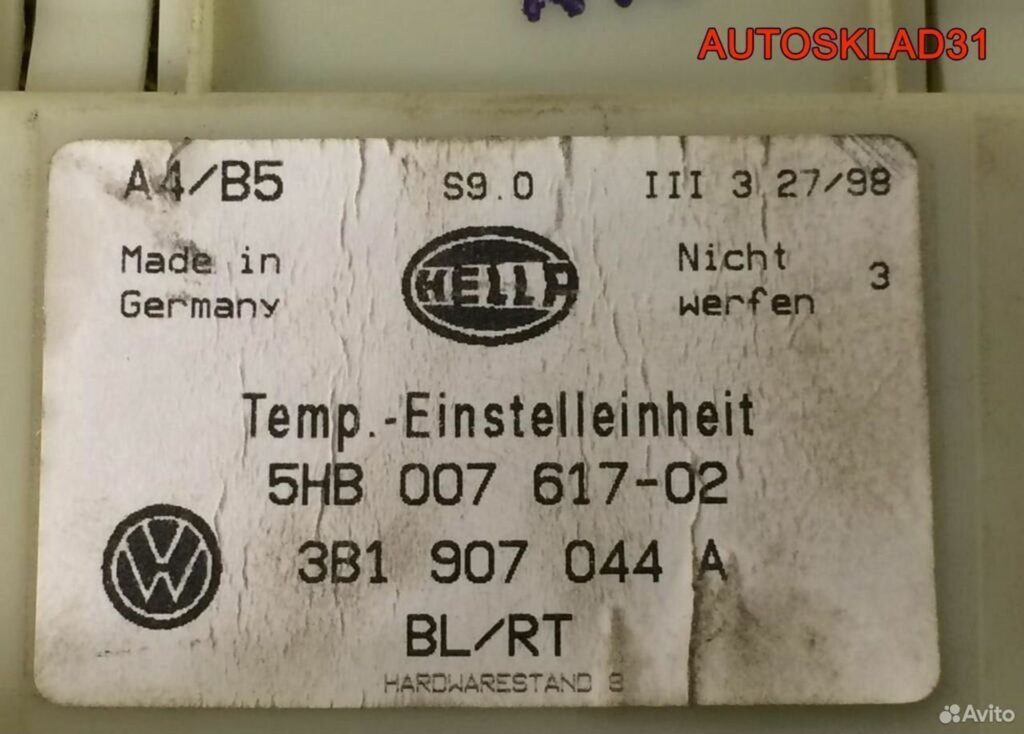 AUTOSKLAD31
A4/B5 S9.0 III 3 27/98
Made in
Germany
HELLA
Nicht
werfen
3
Temp.-Einstelleinheit
5HB 007 617-02
3B1 907 044 A
BL/RT
HARDWARESTAND
Avito